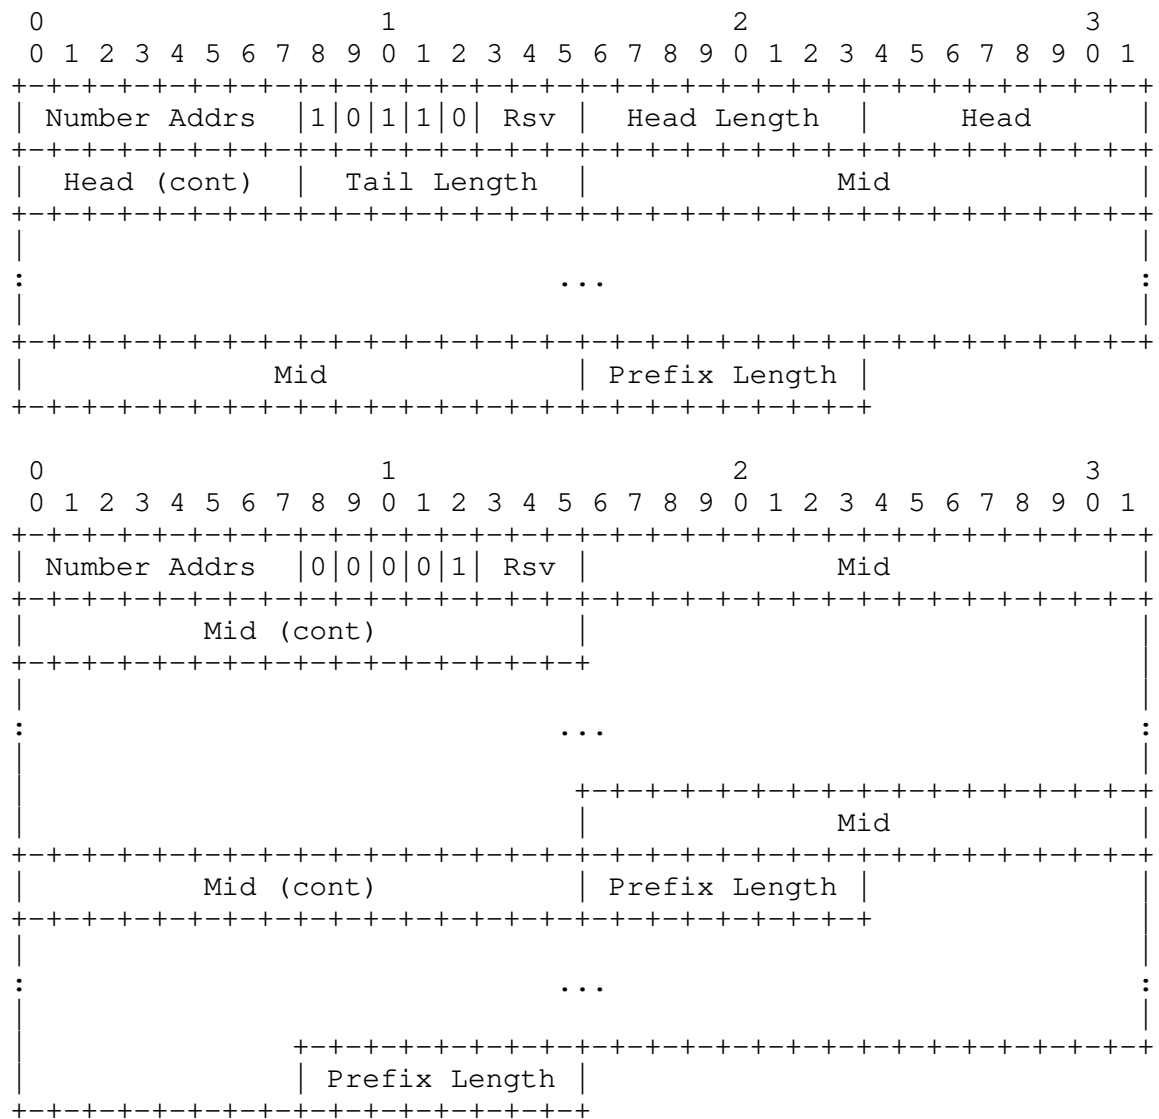 0                   1                   2                   3
 0 1 2 3 4 5 6 7 8 9 0 1 2 3 4 5 6 7 8 9 0 1 2 3 4 5 6 7 8 9 0 1
+-+-+-+-+-+-+-+-+-+-+-+-+-+-+-+-+-+-+-+-+-+-+-+-+-+-+-+-+-+-+-+-+
| Number Addrs  |1|0|1|1|0| Rsv |  Head Length  |     Head      |
+-+-+-+-+-+-+-+-+-+-+-+-+-+-+-+-+-+-+-+-+-+-+-+-+-+-+-+-+-+-+-+-+
|  Head (cont)  |  Tail Length  |              Mid              |
+-+-+-+-+-+-+-+-+-+-+-+-+-+-+-+-+-+-+-+-+-+-+-+-+-+-+-+-+-+-+-+-+
|                                                               |
:                              ...                              :
|                                                               |
+-+-+-+-+-+-+-+-+-+-+-+-+-+-+-+-+-+-+-+-+-+-+-+-+-+-+-+-+-+-+-+-+
|              Mid              | Prefix Length |
+-+-+-+-+-+-+-+-+-+-+-+-+-+-+-+-+-+-+-+-+-+-+-+-+

 0                   1                   2                   3
 0 1 2 3 4 5 6 7 8 9 0 1 2 3 4 5 6 7 8 9 0 1 2 3 4 5 6 7 8 9 0 1
+-+-+-+-+-+-+-+-+-+-+-+-+-+-+-+-+-+-+-+-+-+-+-+-+-+-+-+-+-+-+-+-+
| Number Addrs  |0|0|0|0|1| Rsv |              Mid              |
+-+-+-+-+-+-+-+-+-+-+-+-+-+-+-+-+-+-+-+-+-+-+-+-+-+-+-+-+-+-+-+-+
|          Mid (cont)           |                               |
+-+-+-+-+-+-+-+-+-+-+-+-+-+-+-+-+                               |
|                                                               |
:                              ...                              :
|                                                               |
|                               +-+-+-+-+-+-+-+-+-+-+-+-+-+-+-+-+
|                               |              Mid              |
+-+-+-+-+-+-+-+-+-+-+-+-+-+-+-+-+-+-+-+-+-+-+-+-+-+-+-+-+-+-+-+-+
|          Mid (cont)           | Prefix Length |               |
+-+-+-+-+-+-+-+-+-+-+-+-+-+-+-+-+-+-+-+-+-+-+-+-+               |
|                                                               |
:                              ...                              :
|                                                               |
|               +-+-+-+-+-+-+-+-+-+-+-+-+-+-+-+-+-+-+-+-+-+-+-+-+
|               | Prefix Length |
+-+-+-+-+-+-+-+-+-+-+-+-+-+-+-+-+